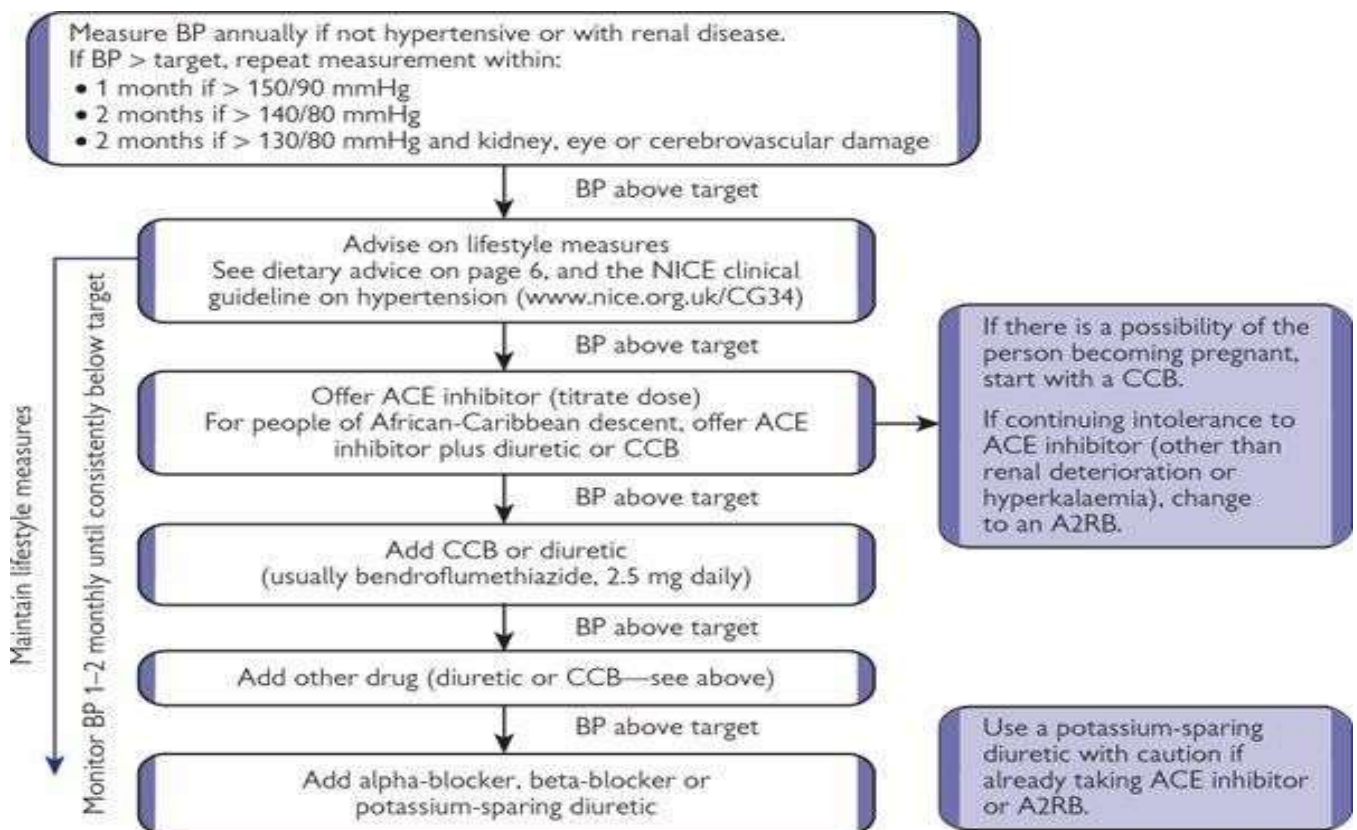 Measure BP annually if not hypertensive or with renal disease.
If BP > target, repeat measurement within:
• 1 month if > 150/90 mmHg
• 2 months if > 140/80 mmHg
• 2 months if > 130/80 mmHg and kidney, eye or cerebrovascular damage
BP above target
Advise on lifestyle measures
See dietary advice on page 6, and the NICE clinical
guideline on hypertension (www.nice.org.uk/CG34)
BP above target
Offer ACE inhibitor (titrate dose)
For people of African-Caribbean descent, offer ACE
inhibitor plus diuretic or CCB
If there is a possibility of the
person becoming pregnant,
start with a CCB.
If continuing intolerance to
ACE inhibitor (other than
renal deterioration or
hyperkalaemia), change
to an A2RB.
BP above target
Add CCB or diuretic
(usually bendroflumethiazide, 2.5 mg daily)
BP above target
Add other drug (diuretic or CCB—see above)
BP above target
Add alpha-blocker, beta-blocker or
potassium-sparing diuretic
Use a potassium-sparing
diuretic with caution if
already taking ACE inhibitor
or A2RB.
Maintain lifestyle measures
Monitor BP 1–2 monthly until consistently below target